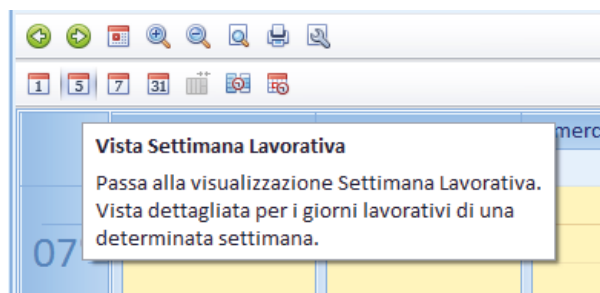 1 5 7 31
Vista Settimana Lavorativa
merc
Passa alla visualizzazione Settimana Lavorativa.
Vista dettagliata per i giorni lavorativi di una
determinata settimana.
07